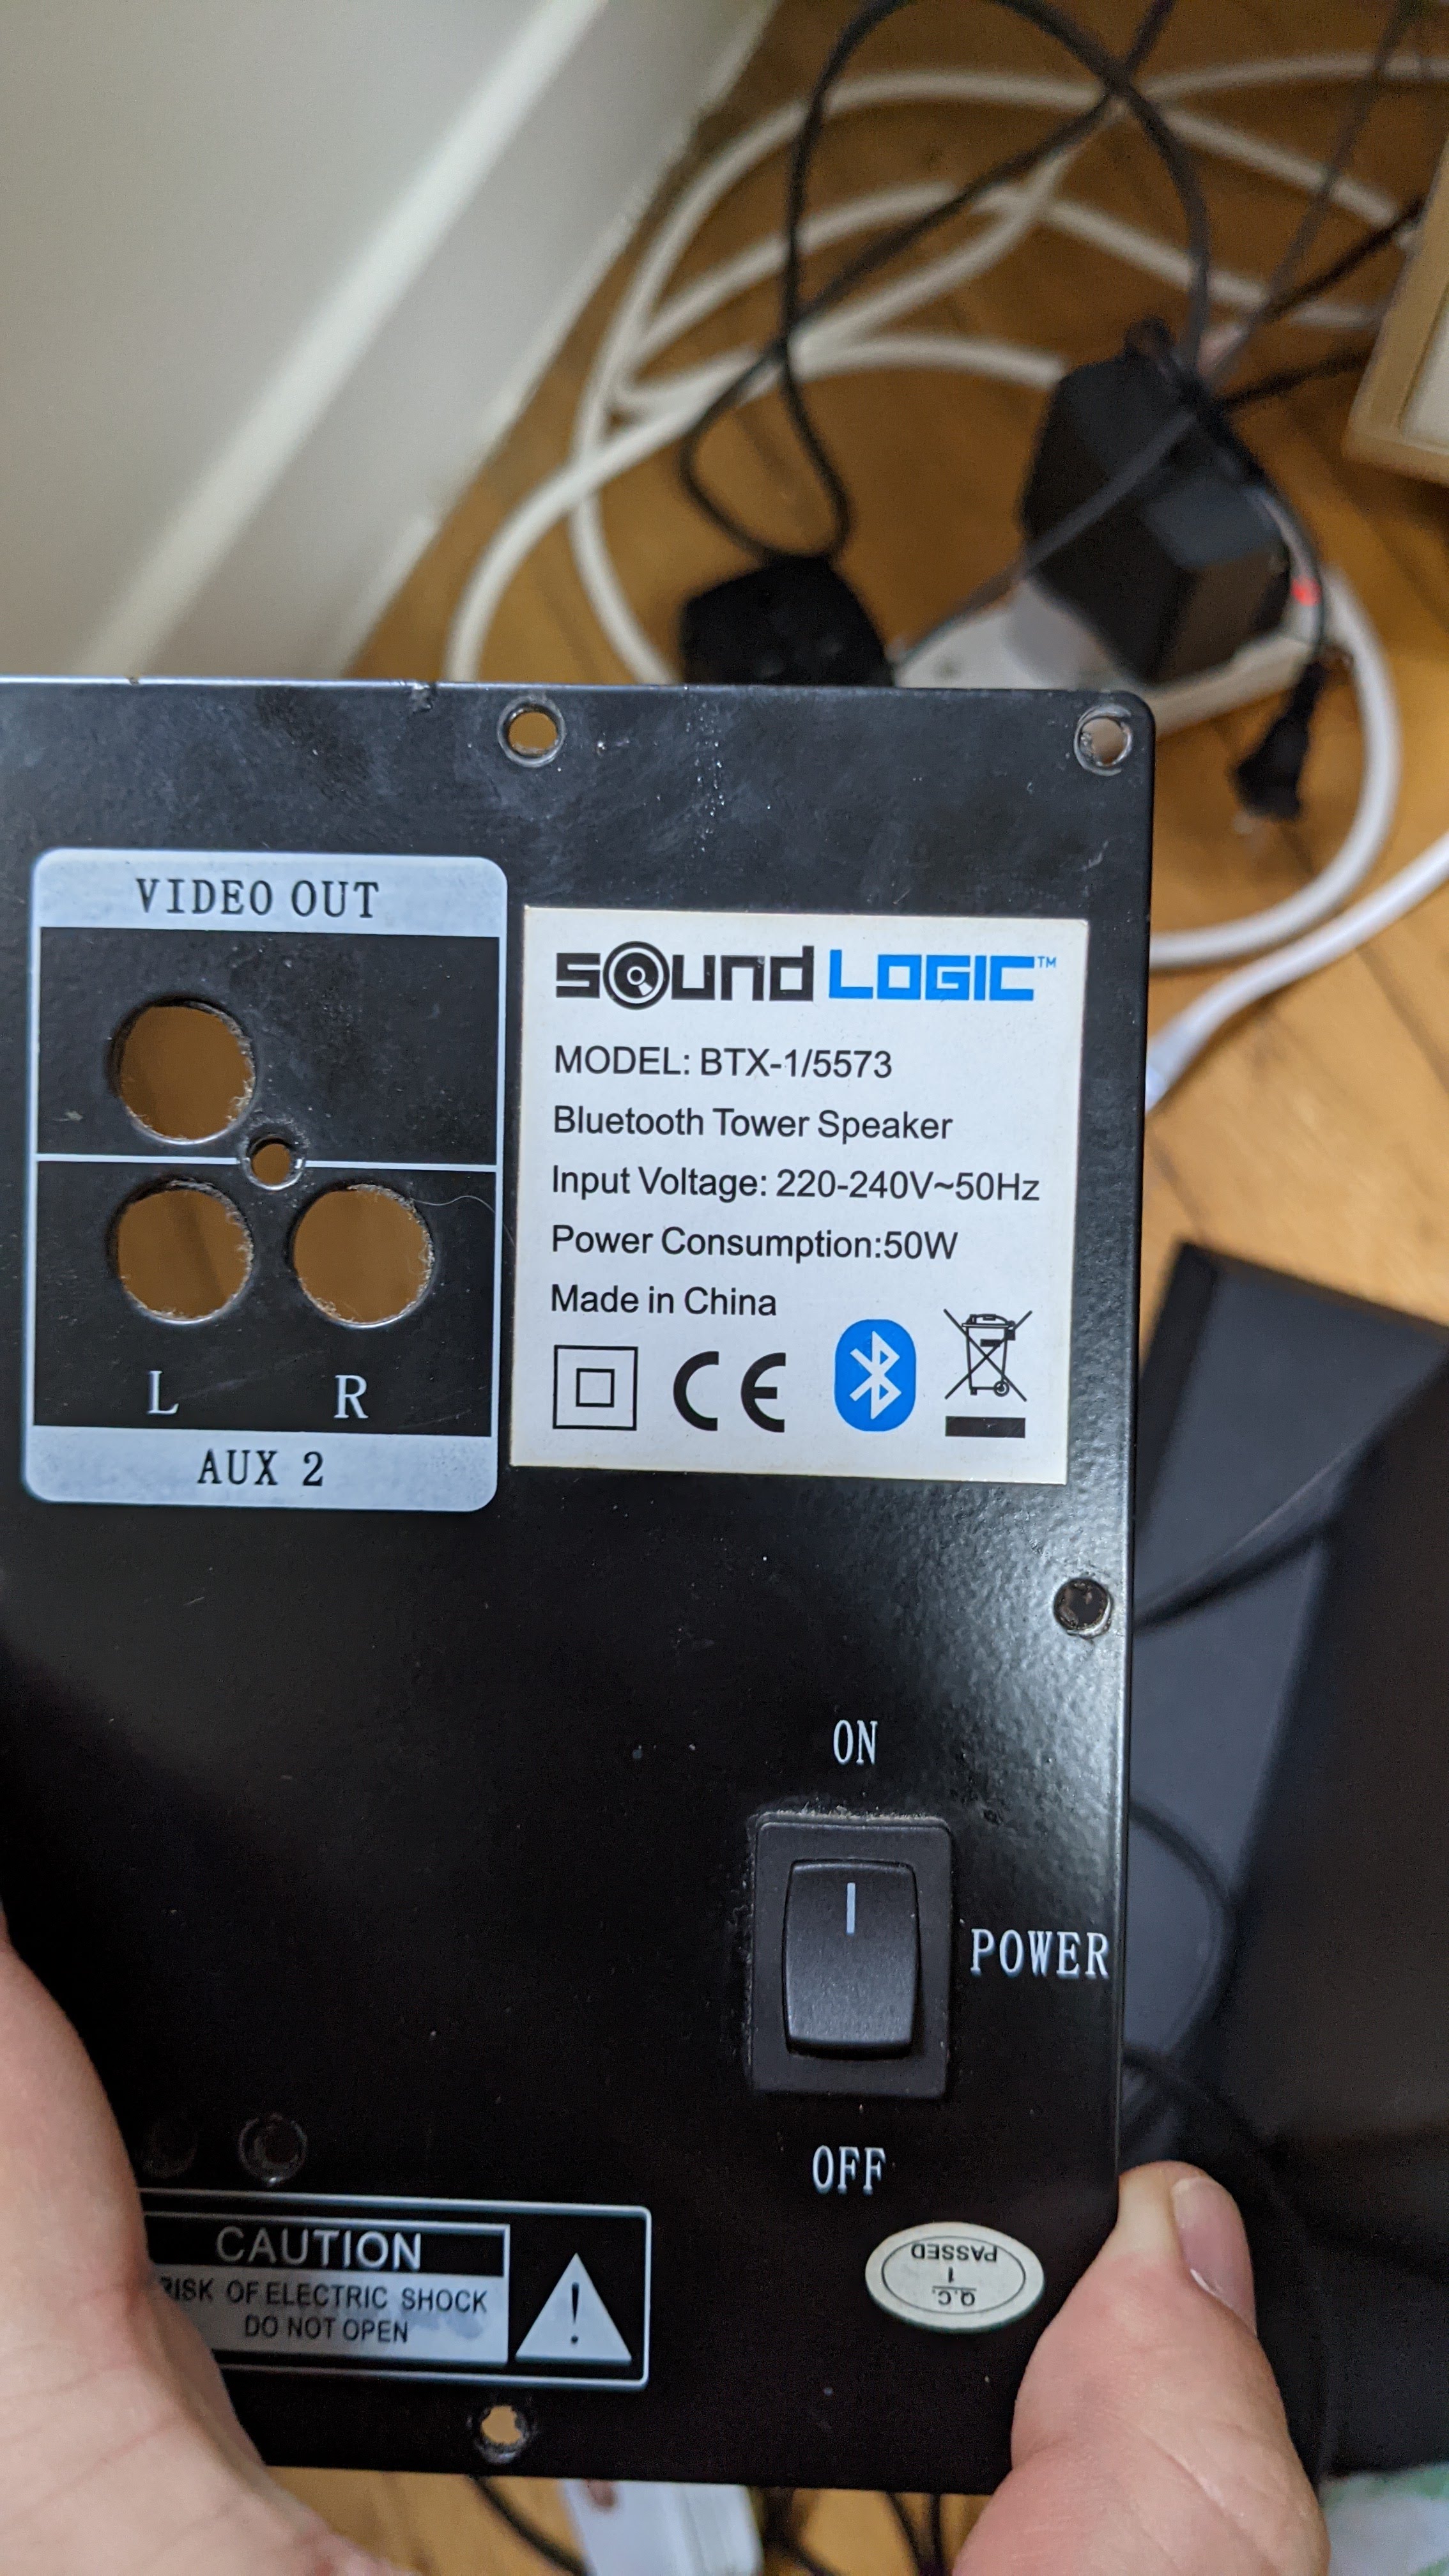 VIDEO OUT
L R
AUX 2
sound LOGIC™
MODEL: BTX-1/5573
Bluetooth Tower Speaker
Input Voltage: 220-240V~50Hz
Power Consumption:50W
Made in China
CE
ON
POWER
OFF
CAUTION
RISK OF ELECTRIC SHOCK
DO NOT OPEN
Q.C.
1
PASSED